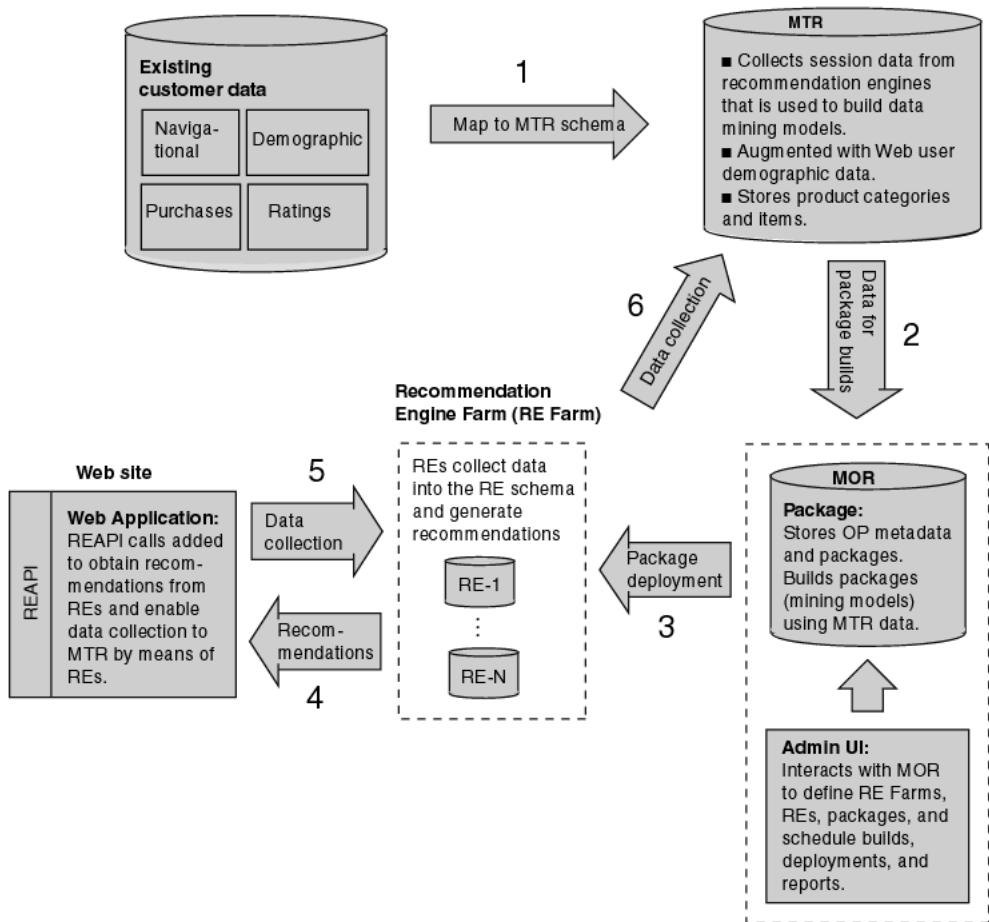 Existing
customer data
Naviga-
tional
Demographic
Purchases
Ratings
1
Map to MTR schema
MTR
■ Collects session data from
recommendation engines
that is used to build data
mining models.
■ Augmented with Web user
demographic data.
■ Stores product categories
and items.
6
Data collection
Data for
package builds
2
Recommendation
Engine Farm (RE Farm)
REs collect data
into the RE schema
and generate
recommendations
RE-1
⋮
RE-N
Web site
REAPI
Web Application:
REAPI calls added
to obtain recom-
mendations from
REs and enable
data collection to
MTR by means of
REs.
5
Data
collection
Recom-
mendations
4
Package
deployment
3
MOR
Package:
Stores OP metadata
and packages.
Builds packages
(mining models)
using MTR data.
Admin UI:
Interacts with MOR
to define RE Farms,
REs, packages, and
schedule builds,
deployments, and
reports.